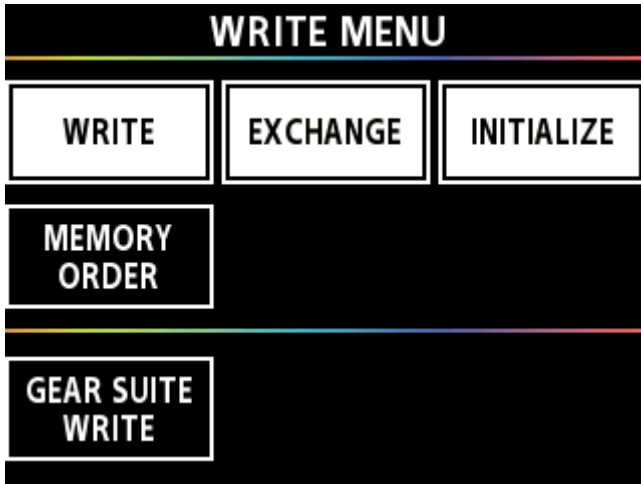 WRITE MENU
WRITE EXCHANGE INITIALIZE
MEMORY
ORDER
GEAR SUITE
WRITE